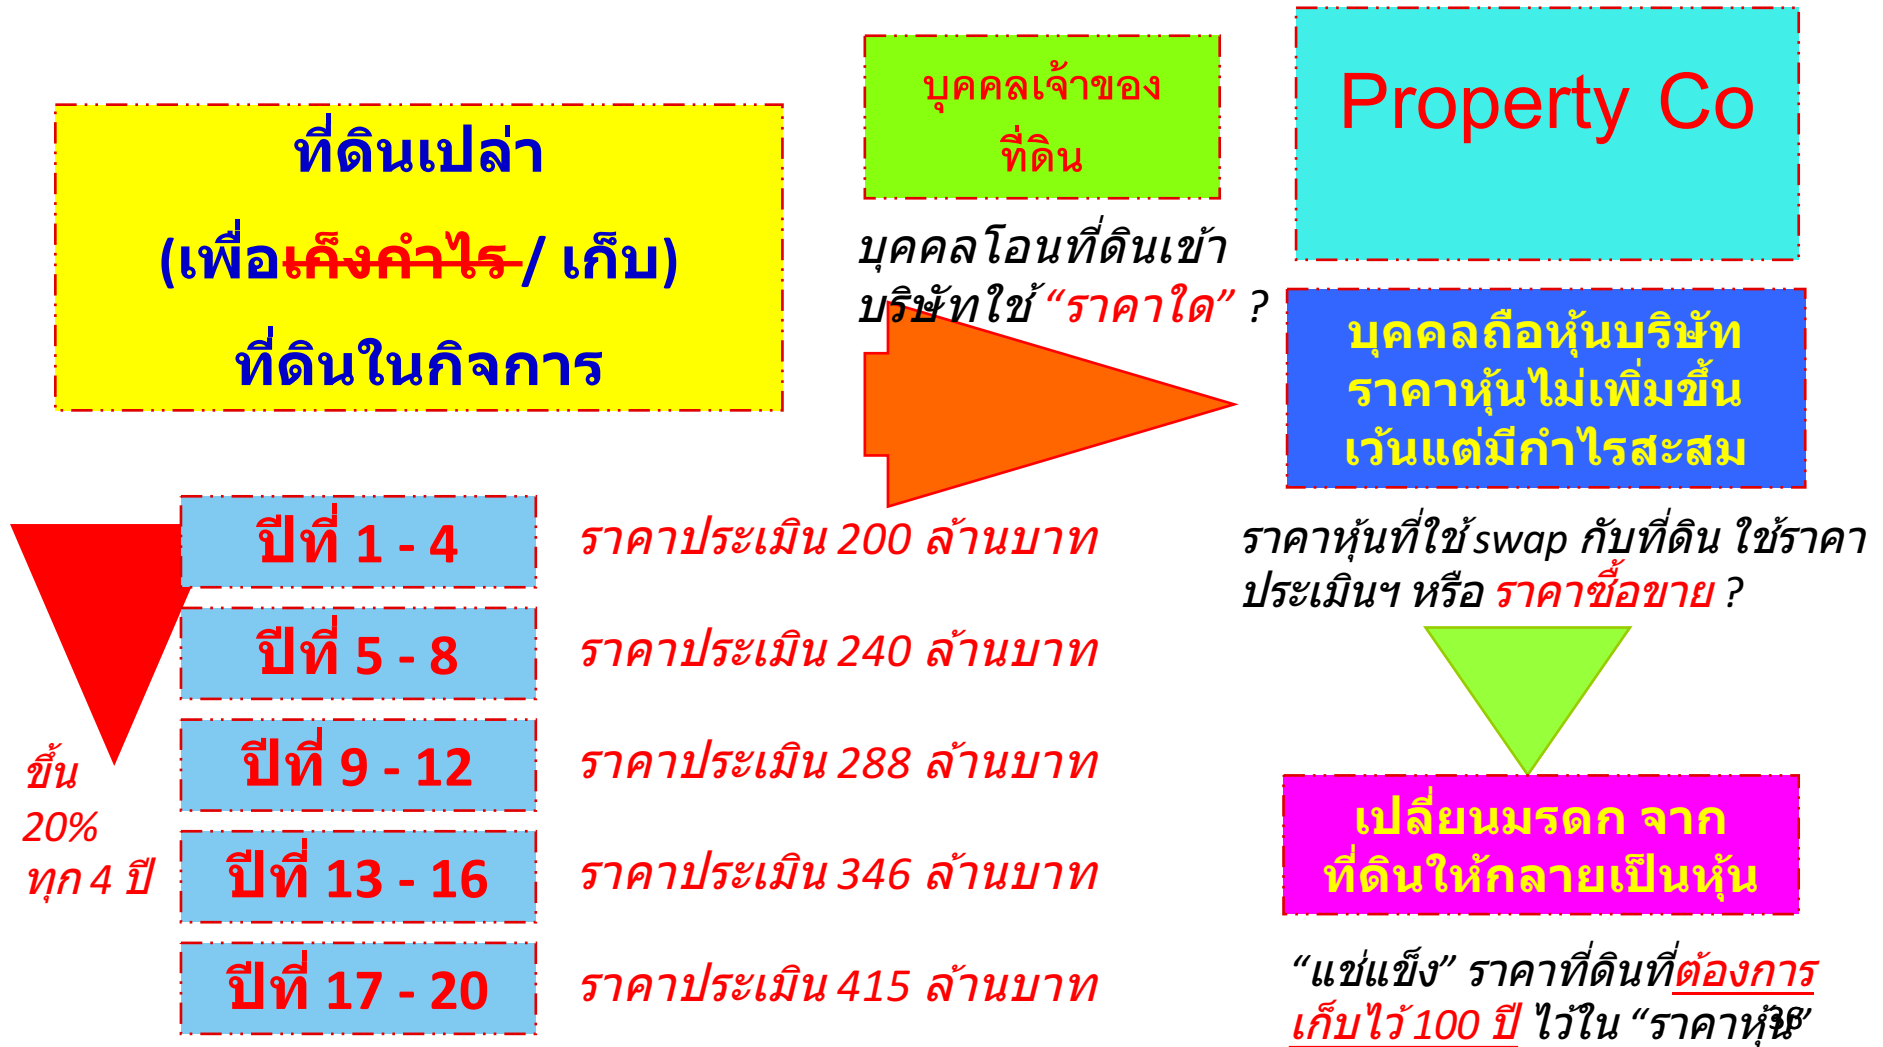 ที่ดินเปล่า
(เพื่อเก็งกำไร / เก็บ)
ที่ดินในกิจการ
บุคคลเจ้าของ
ที่ดิน
Property Co
บุคคลโอนที่ดินเข้า
บริษัทใช้ “ราคาใด” ?
บุคคลถือหุ้นบริษัท
ราคาหุ้นไม่เพิ่มขึ้น
เว้นแต่มีกำไรสะสม
ปีที่ 1 - 4
ราคาประเมิน 200 ล้านบาท
ปีที่ 5 - 8
ราคาประเมิน 240 ล้านบาท
ปีที่ 9 - 12
ราคาประเมิน 288 ล้านบาท
ปีที่ 13 - 16
ราคาประเมิน 346 ล้านบาท
ปีที่ 17 - 20
ราคาประเมิน 415 ล้านบาท
ขึ้น
20%
ทุก 4 ปี
ราคาหุ้นที่ใช้ swap กับที่ดิน ใช้ราคา
ประเมินฯ หรือ ราคาซื้อขาย ?
เปลี่ยนมรดก จาก
ที่ดินให้กลายเป็นหุ้น
“แช่แข็ง” ราคาที่ดินที่ต้องการ
เก็บไว้ 100 ปี ไว้ใน “ราคาหุ้น”